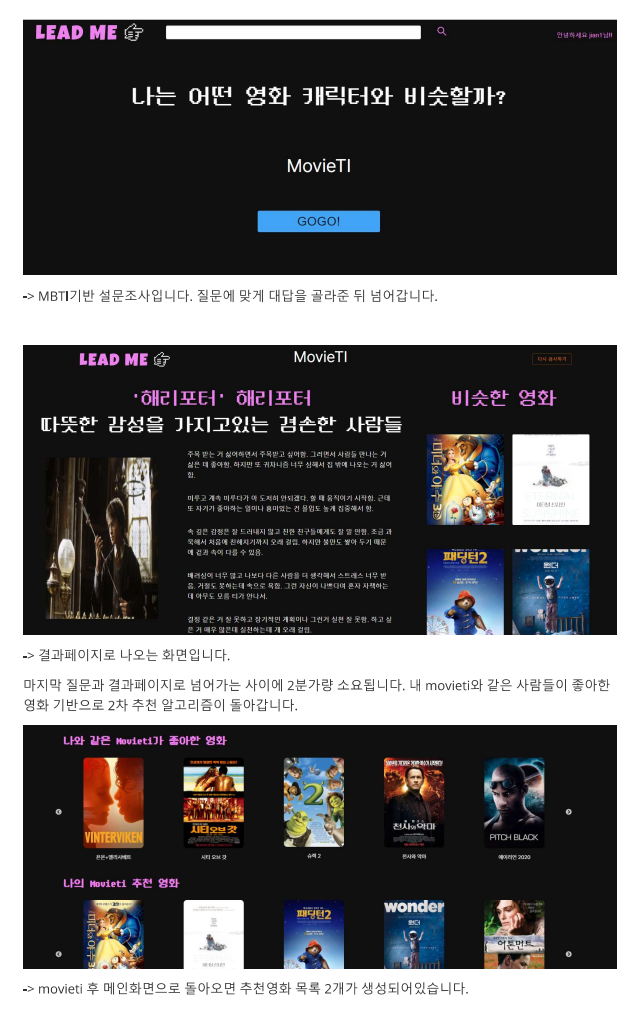 LEAD ME
안녕하세요 jian1님!!
나는 어떤 영화 캐릭터와 비슷할까?
MovieTI
GOGO!
-> MBTI기반 설문조사입니다. 질문에 맞게 대답을 골라준 뒤 넘어갑니다.
LEAD ME
MovieTI
다시 검사하기
'해리포터' 해리포터
따뜻한 감성을 가지고있는 겸손한 사람들
주목 받는 거 싫어하면서 주목받고 싶어함. 그러면서 사람들 만나는 거
싫은 데 좋아함. 하지만 또 귀차니즘 너무 심해서 집 밖에 나오는 거 싫어
함.
미루고 계속 미루다가 아 도저히 안되겠다. 할 때 움직이기 시작함. 근데
또 자기가 좋아하는 일이나 흥미있는 건 몰입도 높게 집중해서 함.
속 깊은 감정은 잘 드러내지 않고 친한 친구들에게도 잘 말 안함. 조금 과
묵해서 처음에 친해지기까지 오래 걸림. 하지만 불만도 쌓아 두기 때문
에 겉과 속이 다를 수 있음.
배려심이 너무 많고 나보다 다른 사람을 더 생각해서 스트레스 너무 받
음. 거절도 못하는데 속으로 욕함. 그런 자신이 나쁘다며 혼자 자책하는
데 아무도 모름 티가 안나서.
결정 같은 거 잘 못하고 장기적인 계획이나 그런거 실천 잘 못함. 하고 싶
은 거 매우 많은데 실천하는데 개 오래 걸림.
비슷한 영화
미녀와 야수 3D
패딩턴2
wonder
원더
-> 결과페이지로 나오는 화면입니다.
마지막 질문과 결과페이지로 넘어가는 사이에 2분가량 소요됩니다. 내 movieti와 같은 사람들이 좋아한
영화 기반으로 2차 추천 알고리즘이 돌아갑니다.
나와 같은 Movieti가 좋아한 영화
VINTERVIKEN
시티오브갓
2
천사와 악마
PITCH BLACK
시티 오브 갓
슈렉 2
천사와 악마
에이리언 2020
나의 Movieti 추천 영화
미녀와 야수 3D
패딩턴2
wonder
어톤먼트
-> movieti 후 메인화면으로 돌아오면 추천영화 목록 2개가 생성되어있습니다.